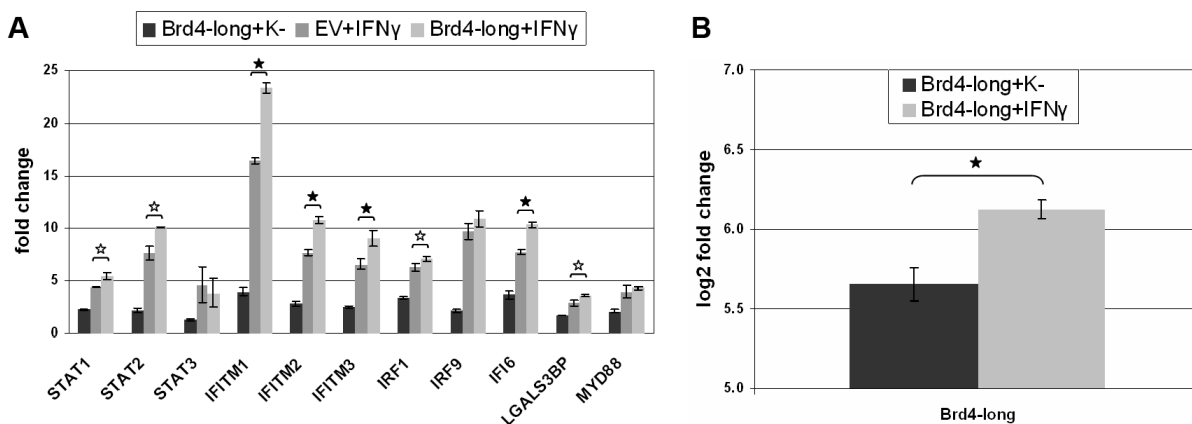 A
Brd4-long+K- EV+IFNγ Brd4-long+IFNγ
fold change
25
20
15
10
5
0
STAT1 STAT2 STAT3 IFITM1 IFITM2 IFITM3 IRF1 IRF9 IFI6 LGALS3BP MYD88
B
Brd4-long+K-
Brd4-long+IFNγ
log2 fold change
7.0
6.5
6.0
5.5
5.0
Brd4-long